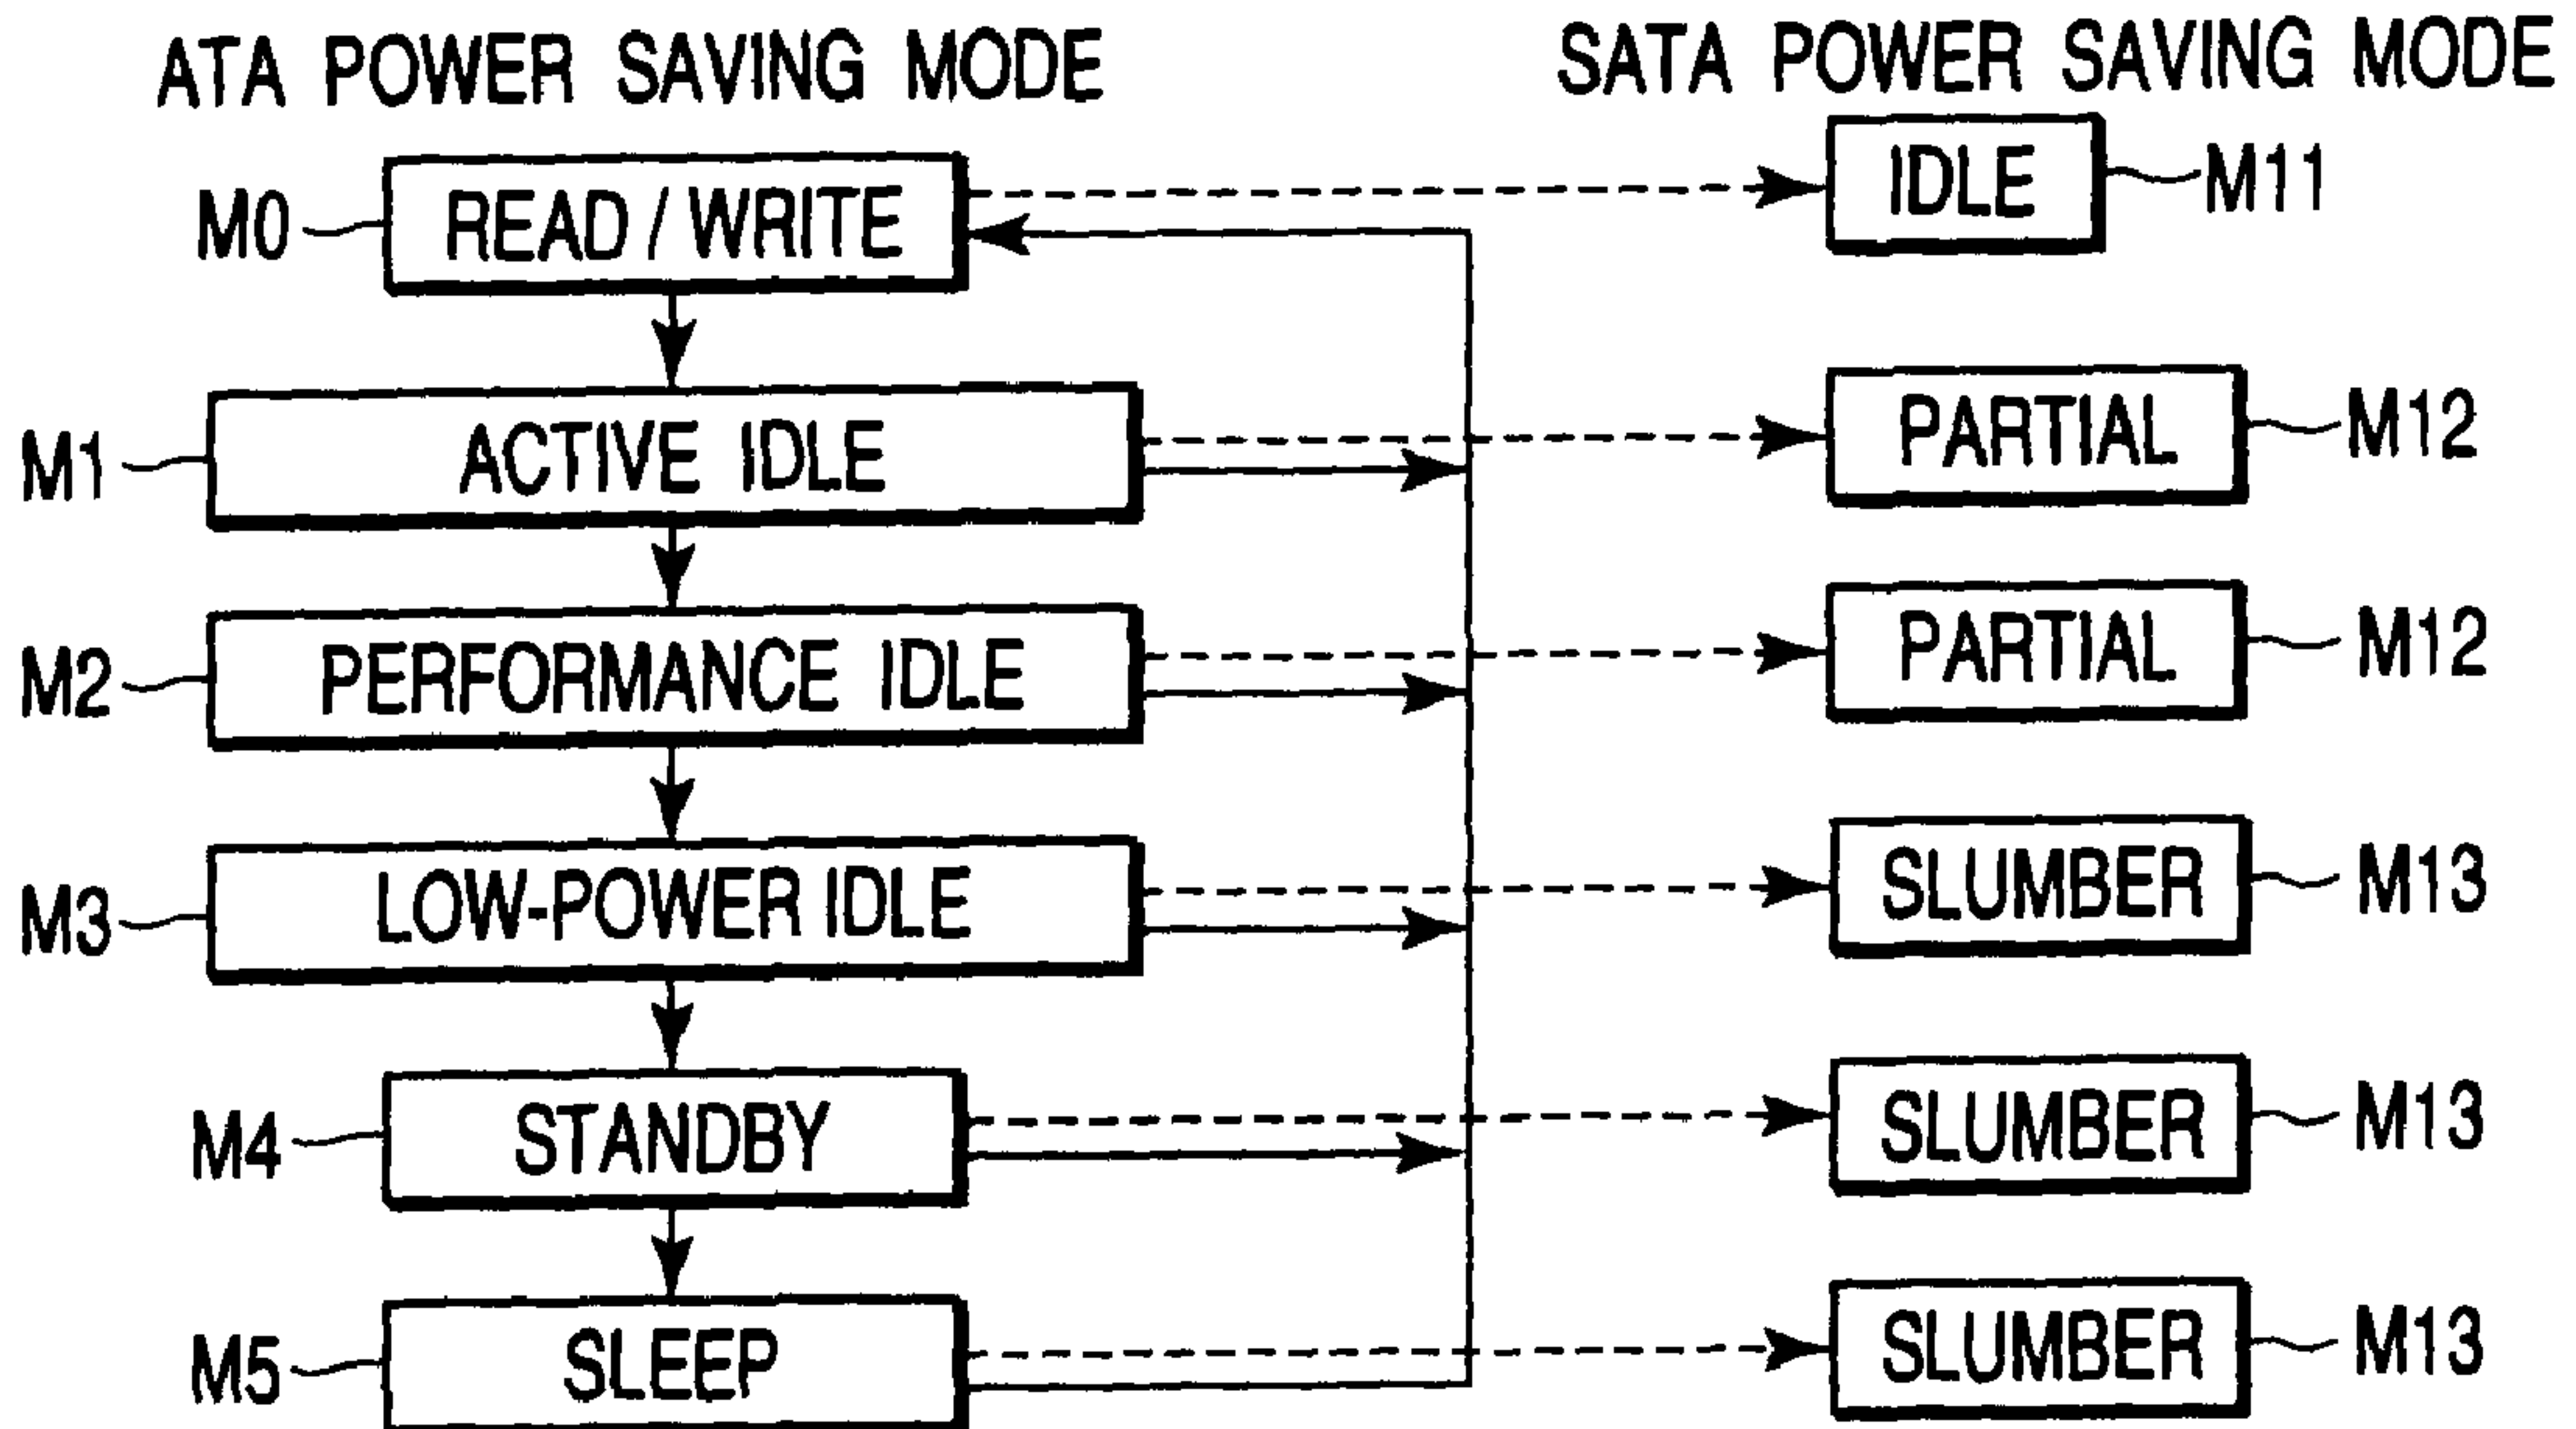 ATA POWER SAVING MODE
SATA POWER SAVING MODE
M0
READ / WRITE
IDLE
M11
M1
ACTIVE IDLE
PARTIAL
M12
M2
PERFORMANCE IDLE
PARTIAL
M12
M3
LOW-POWER IDLE
SLUMBER
M13
M4
STANDBY
SLUMBER
M13
M5
SLEEP
SLUMBER
M13